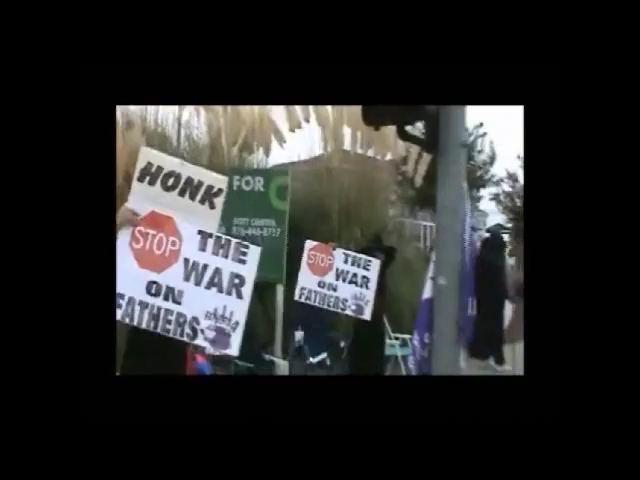 HONK
STOP THE
WAR
ON
FATHERS
FOR
STOP THE
WAR
ON
FATHERS